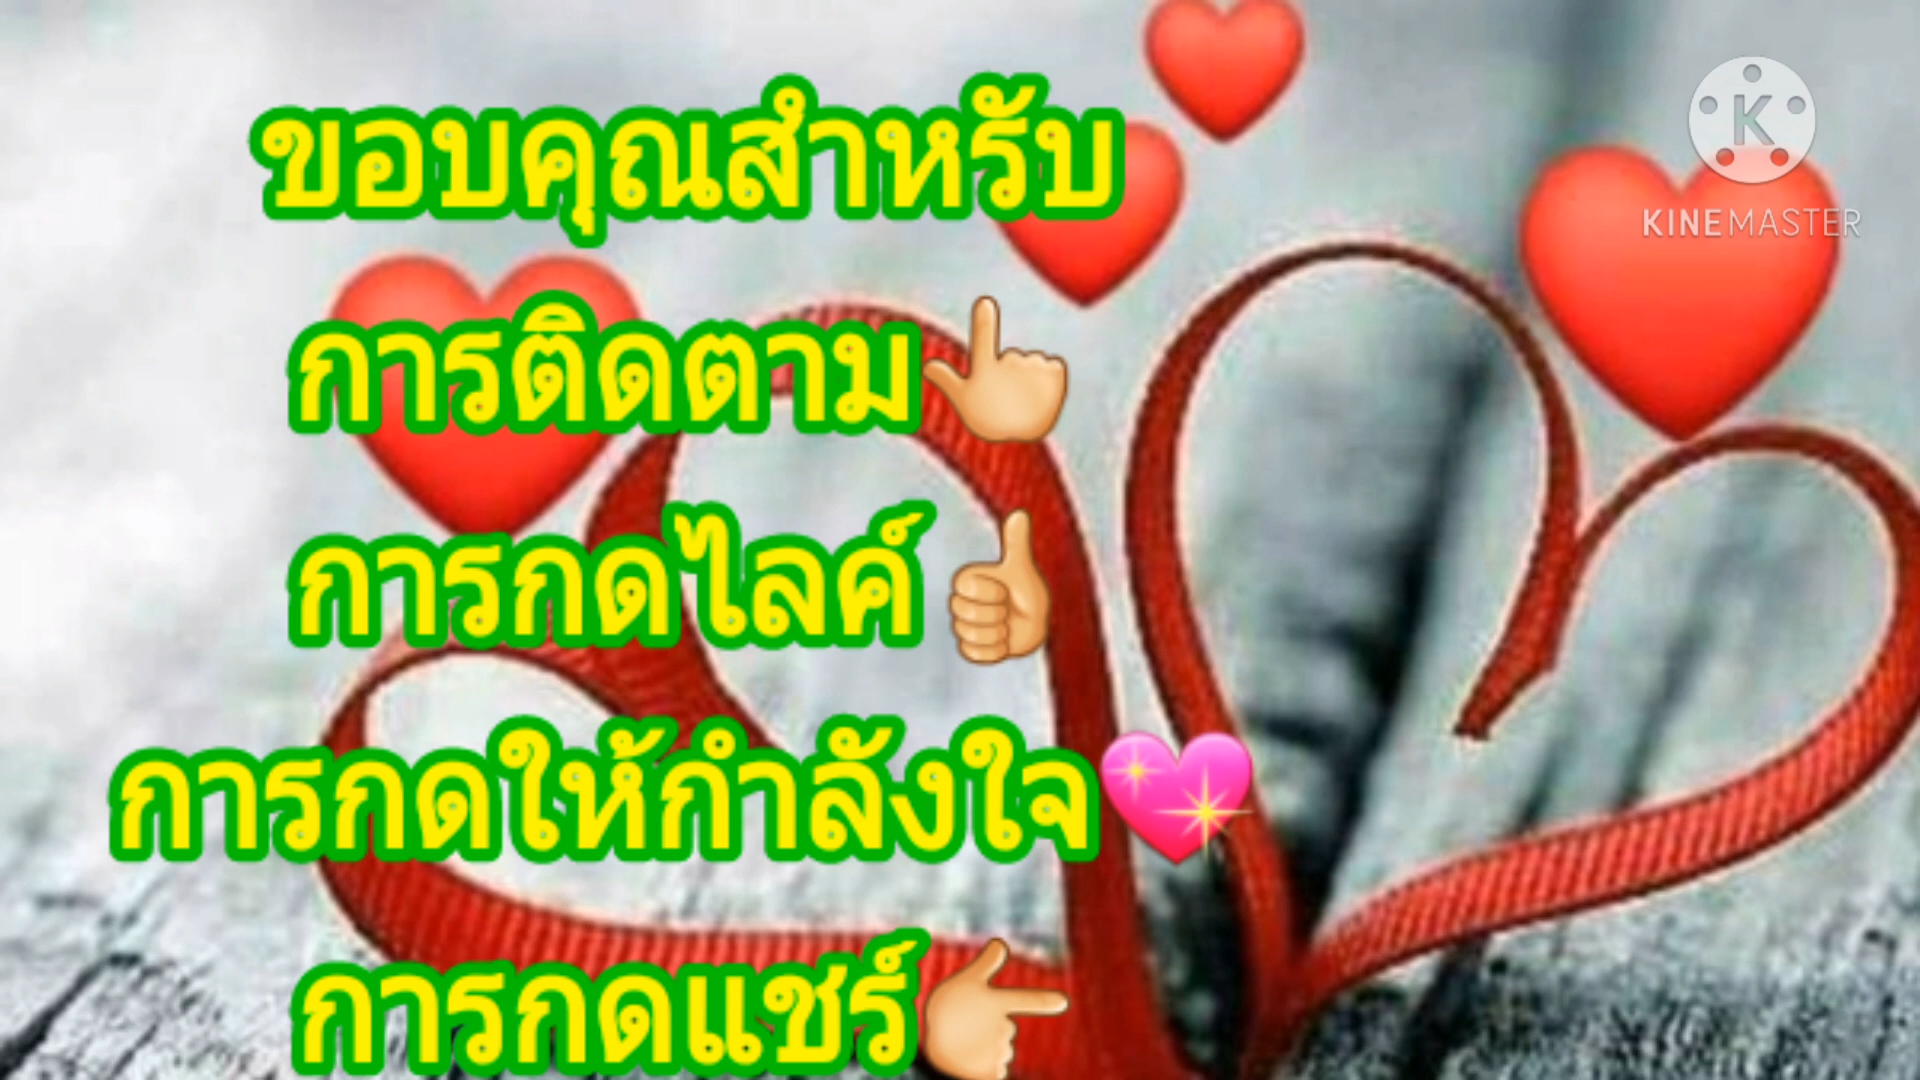 ขอบคุณสำหรับ
การติดตาม👆
การกดไลค์👍
การกดให้กำลังใจ💖
การกดแชร์👉
K
KINEMASTER